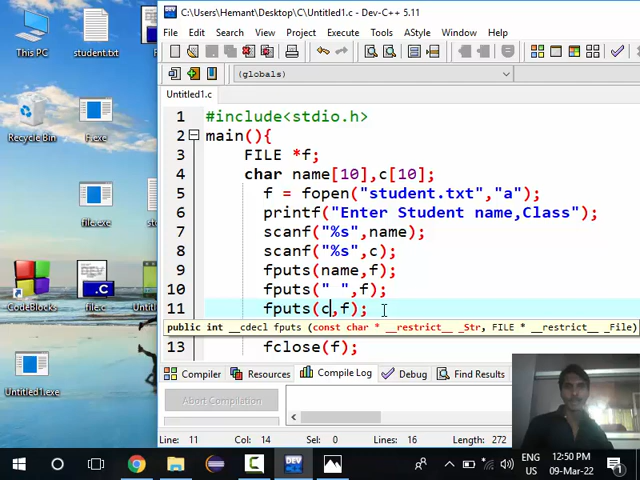 C:\Users\Hemant\Desktop\C\Untitled1.c - Dev-C++ 5.11
File Edit Search View Project Execute Tools AStyle Window Help
(globals)
Untitled1.c
1 #include<stdio.h>
2 main(){
3 FILE *f;
4 char name[10],c[10];
5 f = fopen("student.txt","a");
6 printf("Enter Student name,Class");
7 scanf("%s",name);
8 scanf("%s",c);
9 fputs(name,f);
10 fputs(" ",f);
11 fputs(c,f);
public int __cdecl fputs (const char * __restrict__ _Str, FILE * __restrict__ _File)
13 fclose(f);
Compiler Resources Compile Log Debug Find Results
Abort Compilation
Line: 11 Col: 14 Sel: 0 Lines: 16 Length: 272
This PC
student.txt
Recycle Bin
F.exe
file.exe
CodeBlocks
file.c
Untitled1.exe
ENG
US
12:50 PM
09-Mar-22